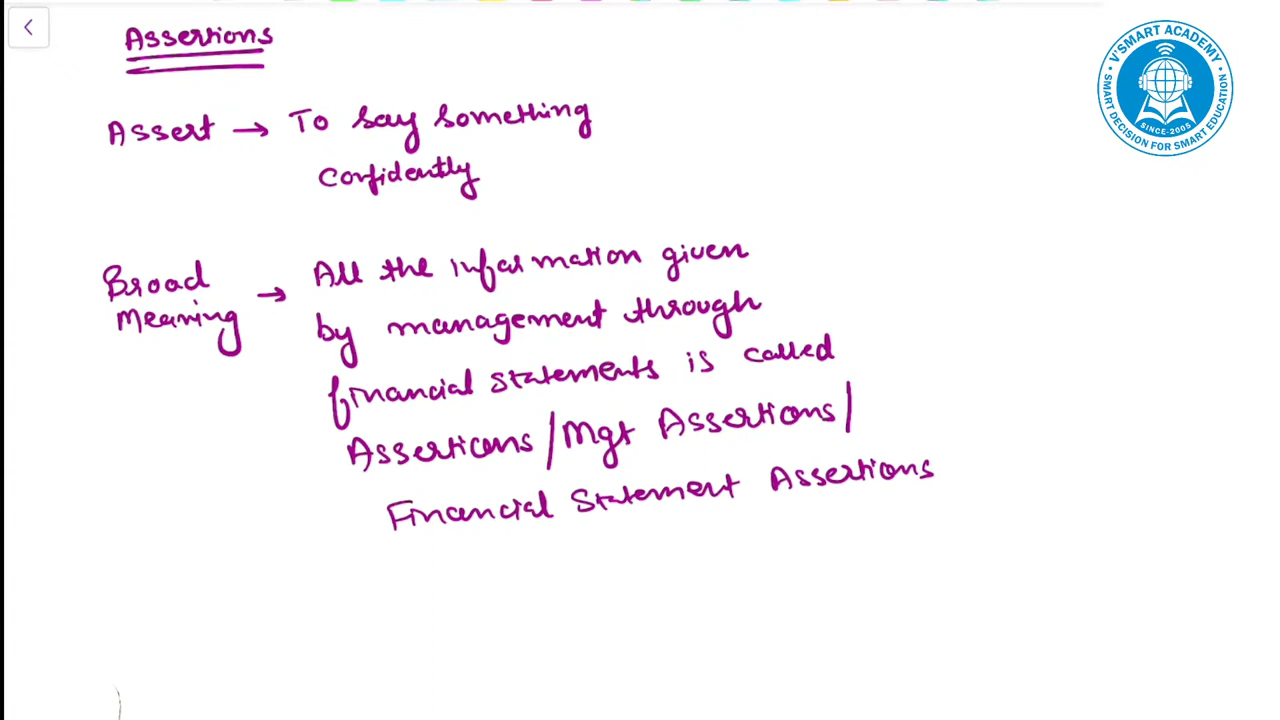 Assertions
Assert → To say something
confidently
Broad
Meaning → All the information given
by management through
financial statements is called
Assertions/Mgt Assertions/
Financial Statement Assertions
V'SMART ACADEMY
SINCE-2005
SMART DECISION FOR SMART EDUCATION